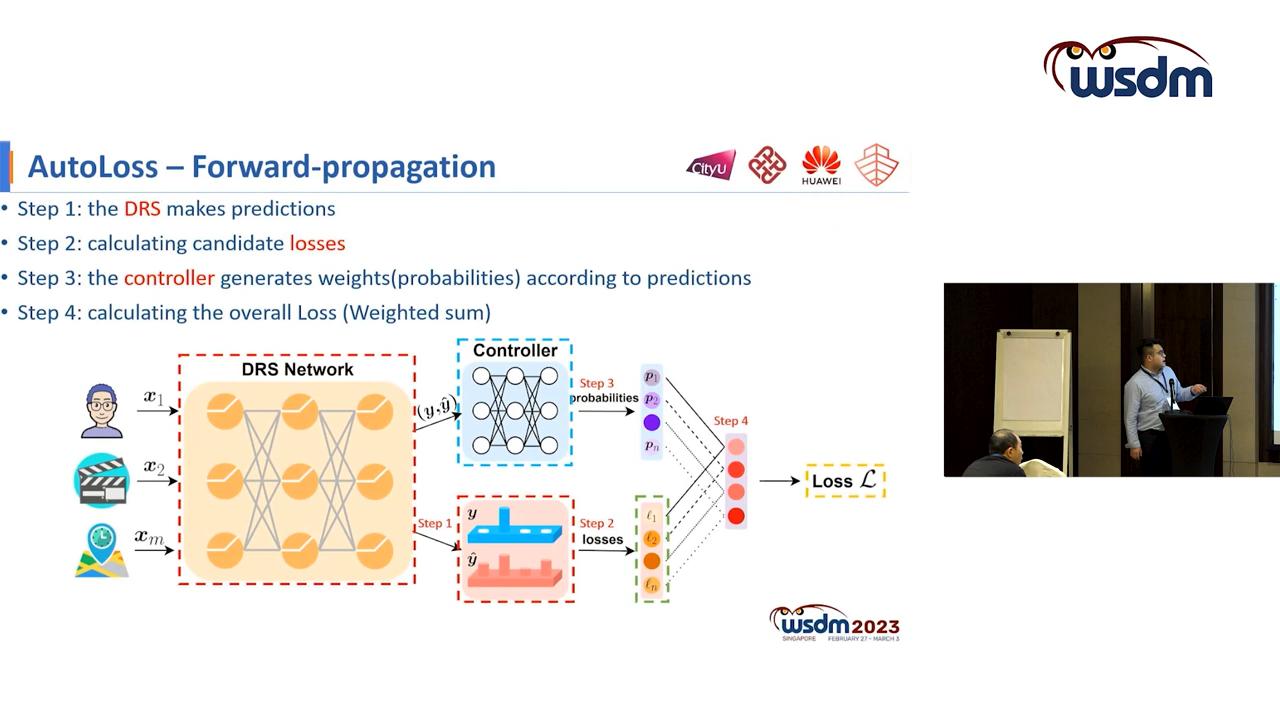 wsdm
AutoLoss – Forward-propagation
CityU
HUAWEI
• Step 1: the DRS makes predictions
• Step 2: calculating candidate losses
• Step 3: the controller generates weights(probabilities) according to predictions
• Step 4: calculating the overall Loss (Weighted sum)
DRS Network
Controller
x1
x2
xm
(y,ŷ)
Step 3
probabilities
p1
p2
pn
Step 4
Loss ℒ
Step 1
y
ŷ
Step 2
losses
ℓ1
ℓ2
ℓn
wsdm2023
SINGAPORE FEBRUARY 27 - MARCH 3